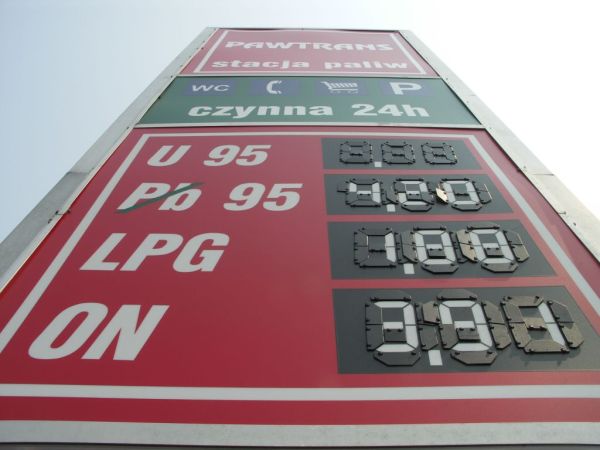 PAWTRANS
stacja paliw
WC P
czynna 24h
U 95
Pb 95
LPG
ON